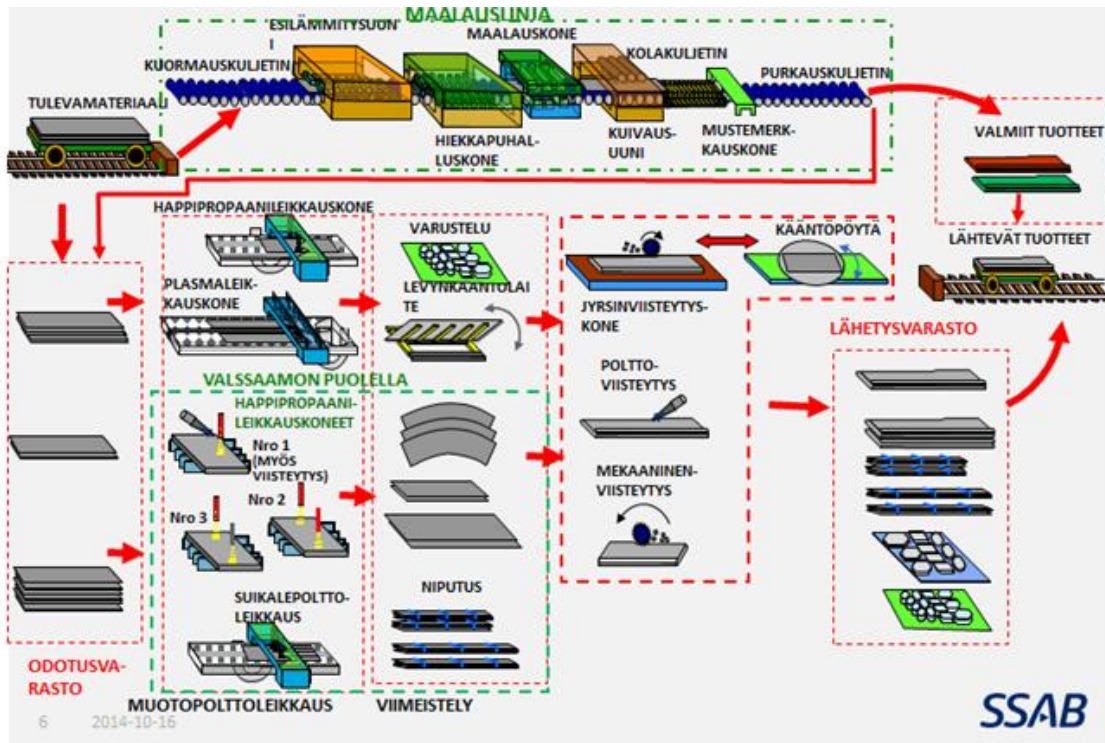 MAALAUSLINJA
ESILÄMMITYSUUN
I
MAALAUSKONE
KOLAKULJETIN
KUORMAUSKULJETIN
PURKAUSKULJETIN
TULEVAMATERIAALI
HIEKKAPUHAL-
LUSKONE
KUIVAUS-
UUNI
MUSTEMERK-
KAUSKONE
VALMIIT TUOTTEET
HAPPIPROPAANILEIKKAUSKONE
VARUSTELU
KÄÄNTÖPÖYTÄ
LÄHTEVÄT TUOTTEET
PLASMALEIK-
KAUSKONE
LEVYNKÄÄNTÖLAI
TE
JYRSINVIISTEYTYS-
KONE
LÄHETYSVARASTO
VALSSAAMON PUOLELLA
POLTTO-
VIISTEYTYS
HAPPIPROPAANI-
LEIKKAUSKONEET
Nro 1
(MYÖS
VIISTEYTYS)
Nro 2
Nro 3
MEKAANINEN-
VIISTEYTYS
SUIKALEPOLTTO-
LEIKKAUS
NIPUTUS
ODOTUSVA-
RASTO
MUOTOPOLTTOLEIKKAUS
VIIMEISTELY
6
2014-10-16
SSAB